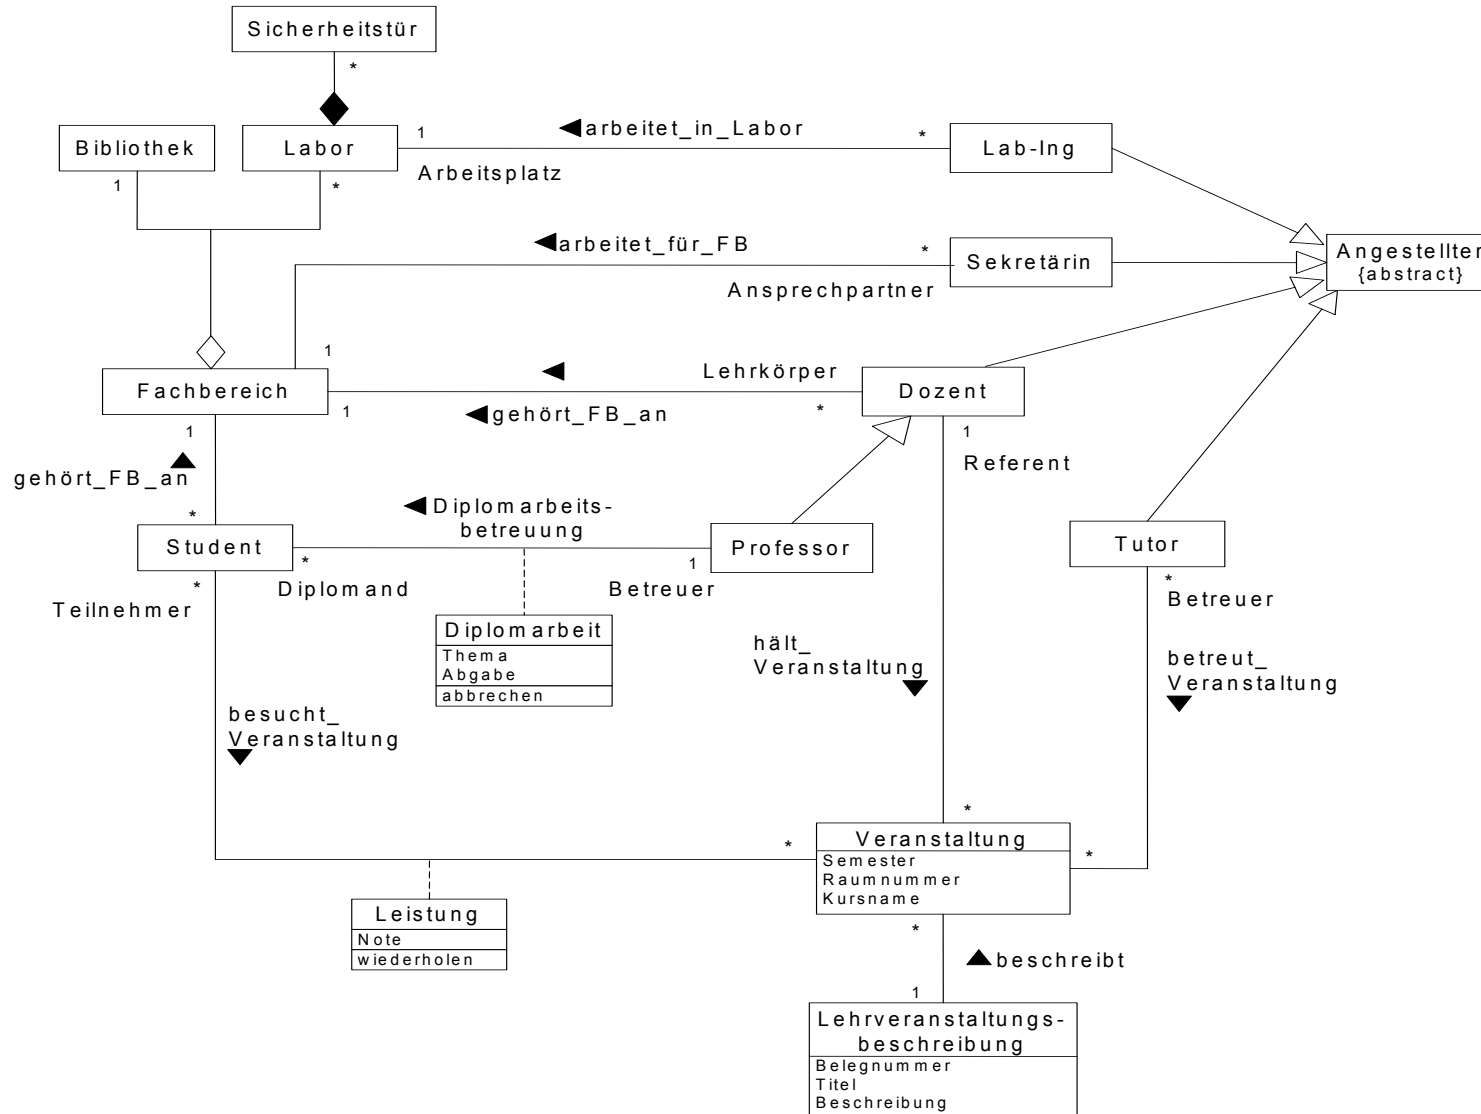 Sicherheitstür
*
Bibliothek
1
Labor
*
1
arbeitet_in_Labor
*
Arbeitsplatz
Lab-Ing
arbeitet_für_FB
*
Sekretärin
Ansprechpartner
Angestellter
{abstract}
1
Fachbereich
1
Lehrkörper
*
gehört_FB_an
Dozent
1
Referent
1
gehört_FB_an
*
Student
*
Diplomand
Diplomarbeits-
betreuung
1
Betreuer
Professor
Tutor
*
Betreuer
*
Teilnehmer
Diplomarbeit
Thema
Abgabe
abbrechen
hält_
Veranstaltung
betreut_
Veranstaltung
besucht_
Veranstaltung
*
*
*
Veranstaltung
Semester
Raumnummer
Kursname
Leistung
Note
wiederholen
*
beschreibt
1
Lehrveranstaltungs-
beschreibung
Belegnummer
Titel
Beschreibung